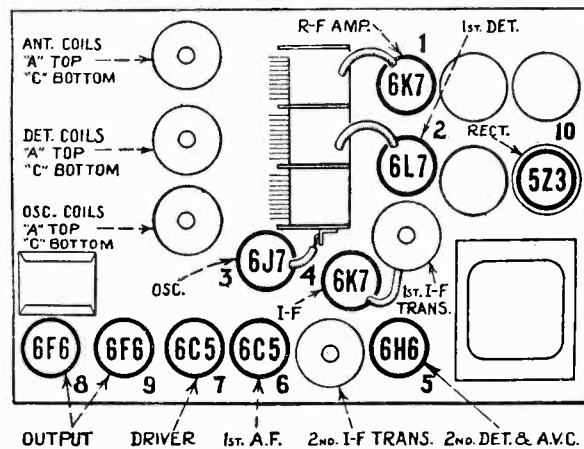 R-F AMP. 1 1ST. DET.
ANT. COILS
"A" TOP
"C" BOTTOM
6K7
2 RECT. 10
DET. COILS
"A" TOP
"C" BOTTOM
6L7
5Z3
OSC. COILS
"A" TOP
"C" BOTTOM
6J7
3 4
6K7
OSC.
I-F
1ST. I-F
TRANS.
6F6 6F6 6C5 6C5 6H6
8 9 7 6 5
OUTPUT DRIVER 1ST. A.F. 2ND. I-F TRANS. 2ND. DET. & A.V.C.